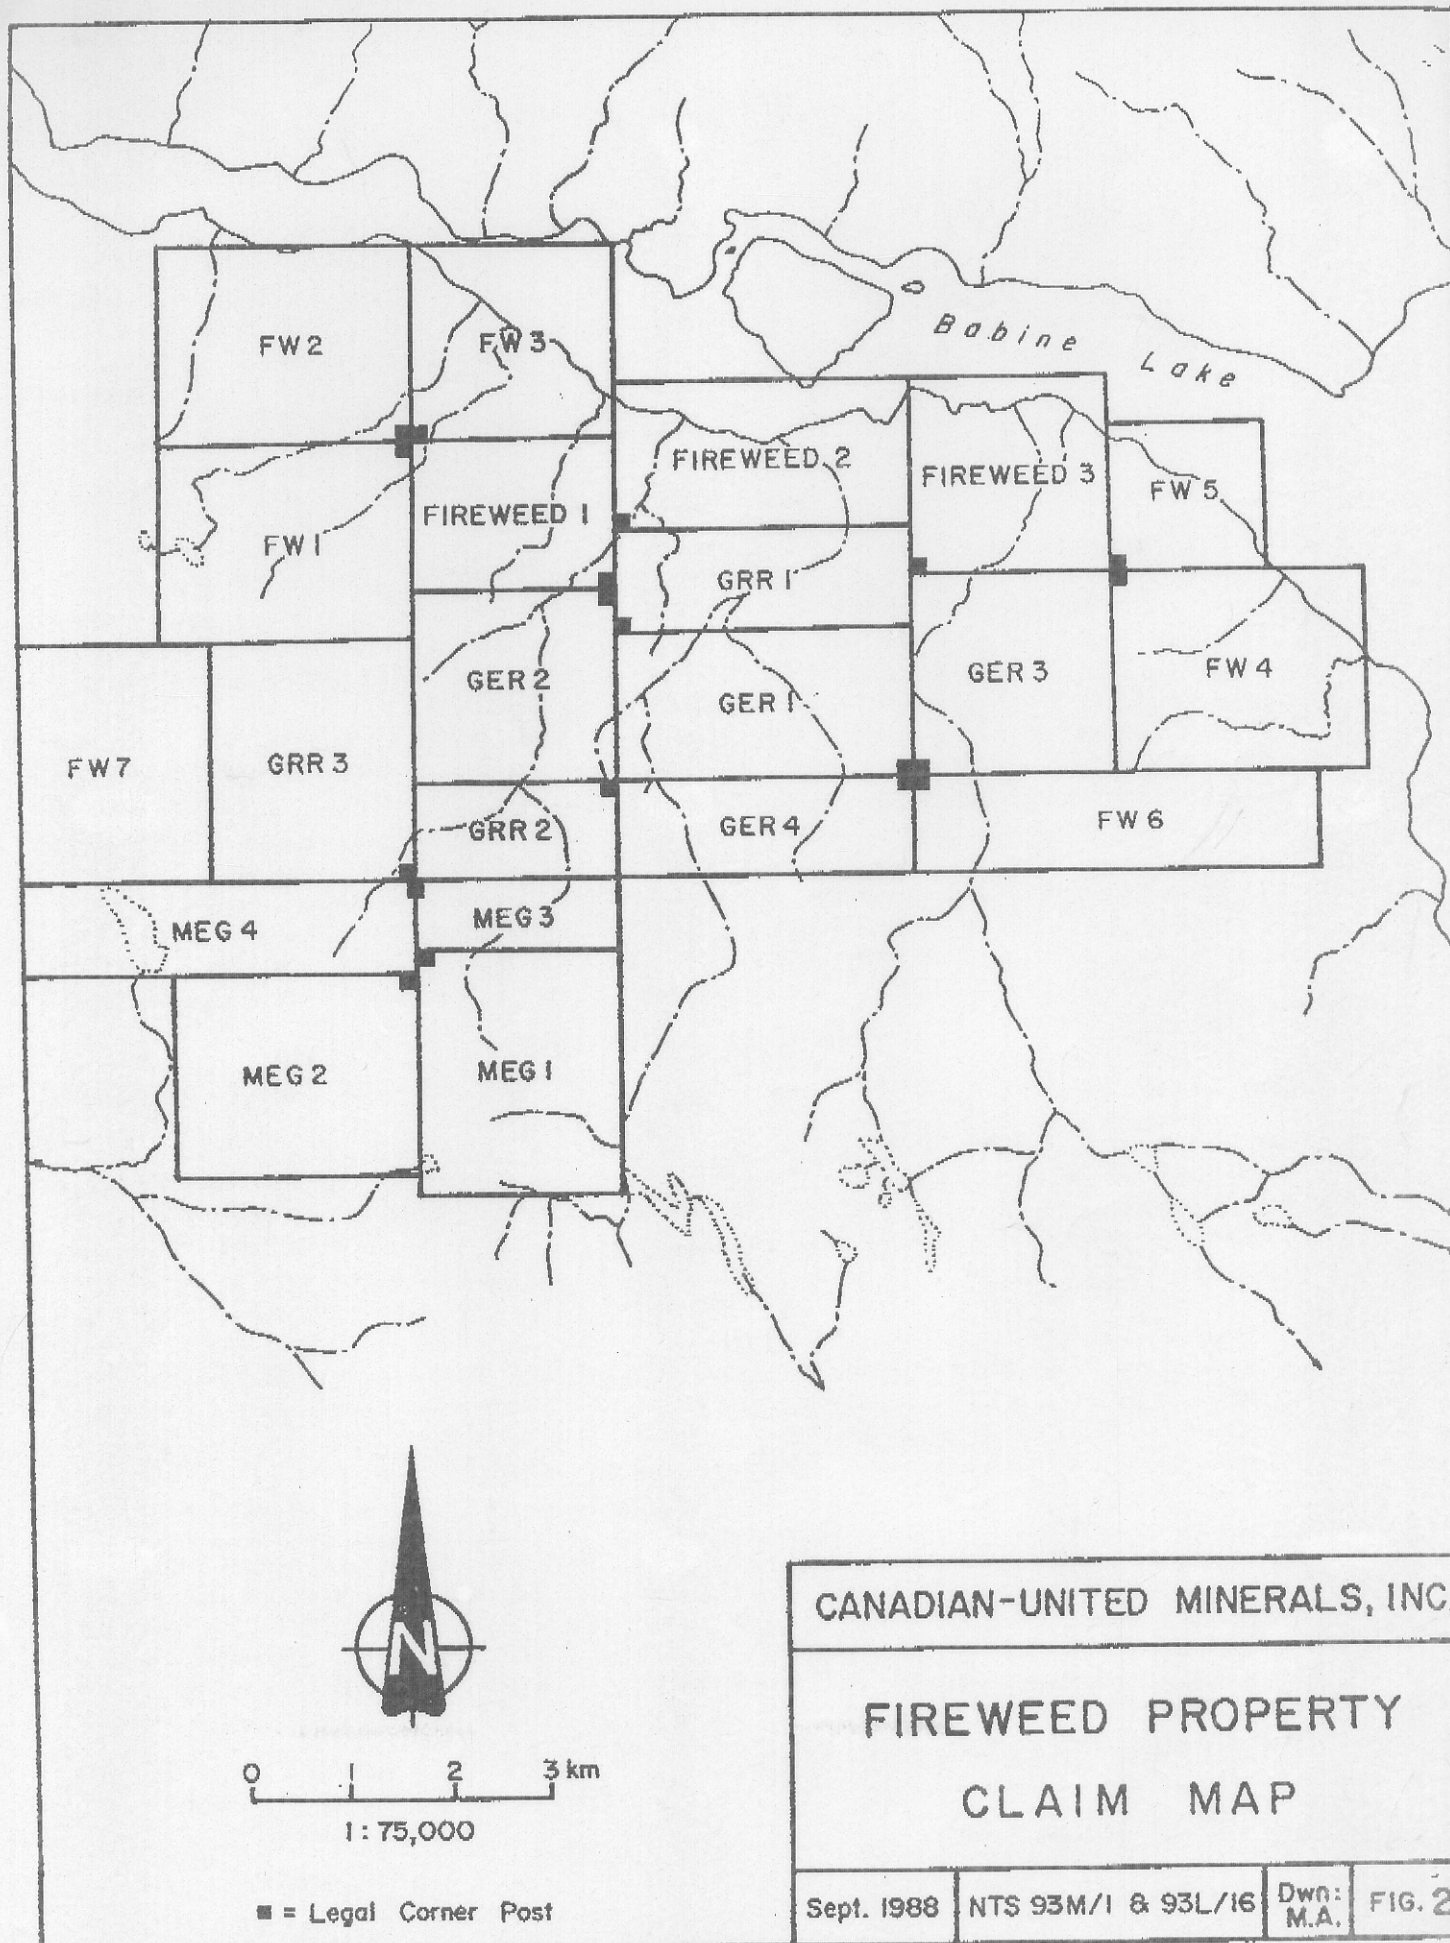 Babine Lake
FW 2
FW 3
FIREWEED 2
FIREWEED 3
FW 5
FIREWEED 1
FW 1
GRR 1
GER 2
GER 1
GER 3
FW 4
FW 7
GRR 3
GRR 2
GER 4
FW 6
MEG 4
MEG 3
MEG 2
MEG 1
N
0 1 2 3 km
1 : 75,000
■ = Legal Corner Post
CANADIAN-UNITED MINERALS, INC.
FIREWEED PROPERTY
CLAIM MAP
Sept. 1988
NTS 93M/1 & 93L/16
Dwn:
M.A.
FIG. 2